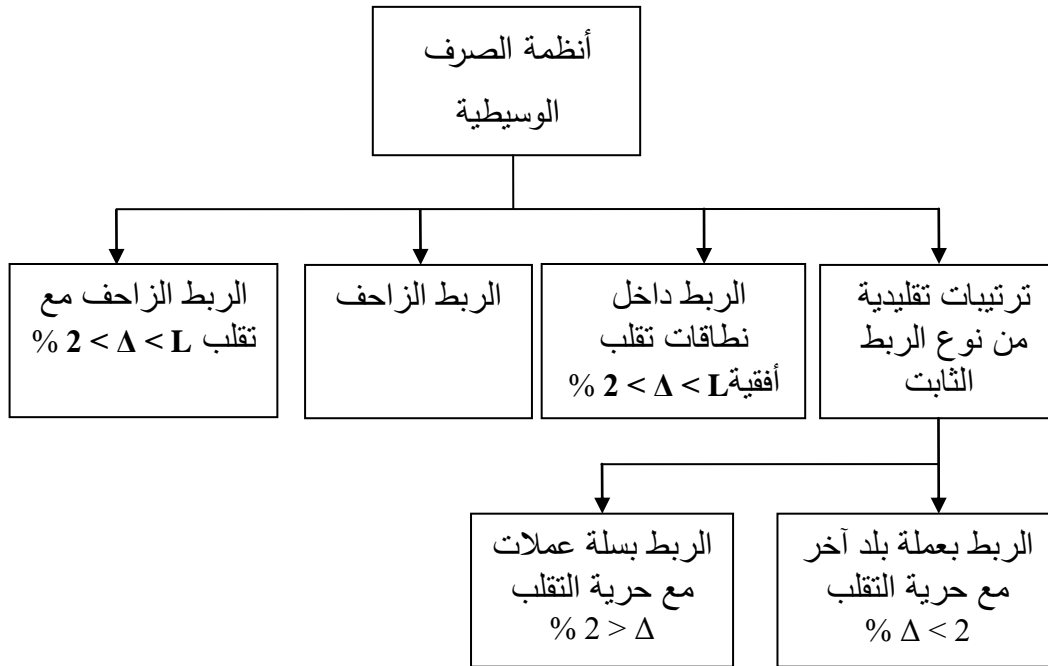 أنظمة الصرف
الوسيطية
ترتيبات تقليدية
من نوع الربط
الثابت
الربط داخل
نطاقات تقلب
أفقية% 2 < Δ < L
الربط الزاحف
الربط الزاحف مع
تقلب % 2 < Δ < L
الربط بعملة بلد آخر
مع حرية التقلب
% Δ < 2
الربط بسلة عملات
مع حرية التقلب
% 2 > Δ